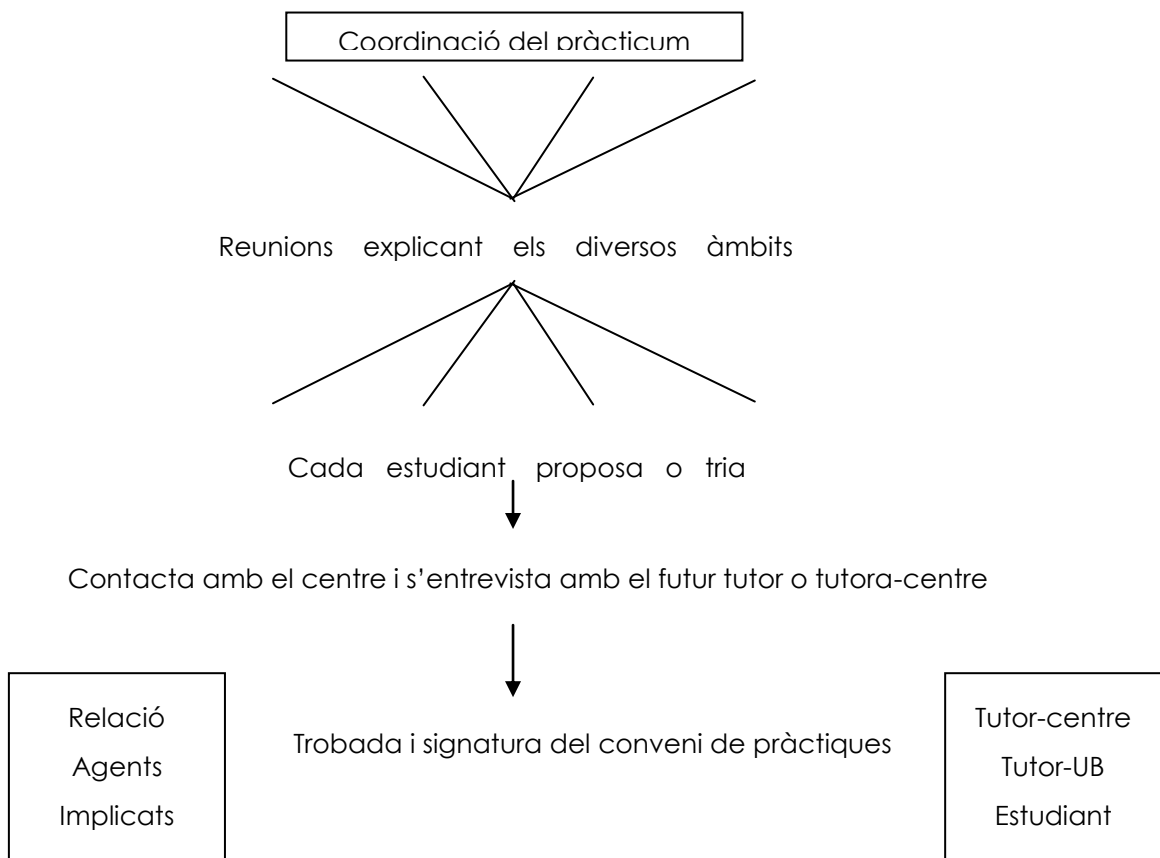 Coordinació del pràcticum
Reunions explicant els diversos àmbits
Cada estudiant proposa o tria
Contacta amb el centre i s’entrevista amb el futur tutor o tutora-centre
Relació
Agents
Implicats
Trobada i signatura del conveni de pràctiques
Tutor-centre
Tutor-UB
Estudiant